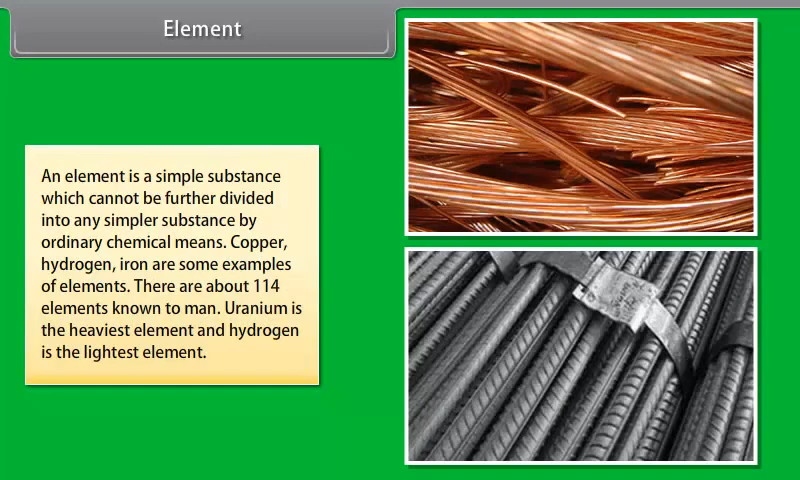 Element
An element is a simple substance
which cannot be further divided
into any simpler substance by
ordinary chemical means. Copper,
hydrogen, iron are some examples
of elements. There are about 114
elements known to man. Uranium is
the heaviest element and hydrogen
is the lightest element.